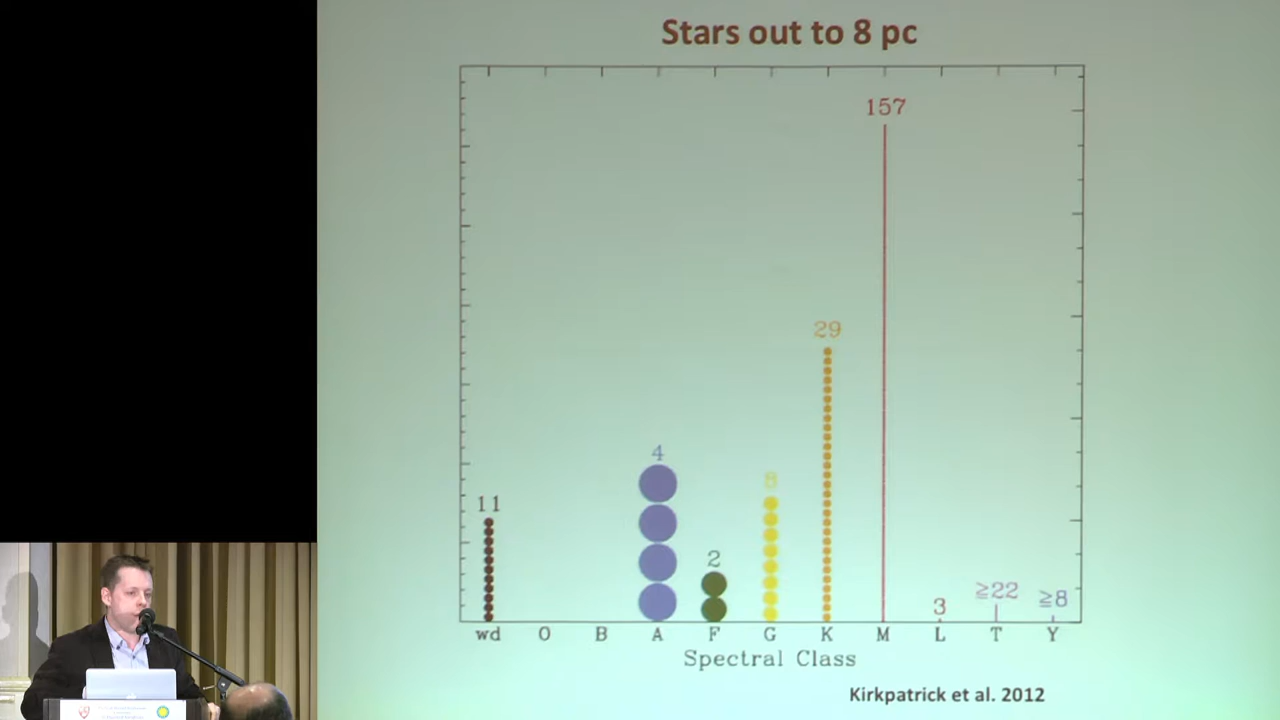 Stars out to 8 pc
157
29
4
8
11
2
≥22
≥8
3
wd O B A F G K M L T Y
Spectral Class
Kirkpatrick et al. 2012